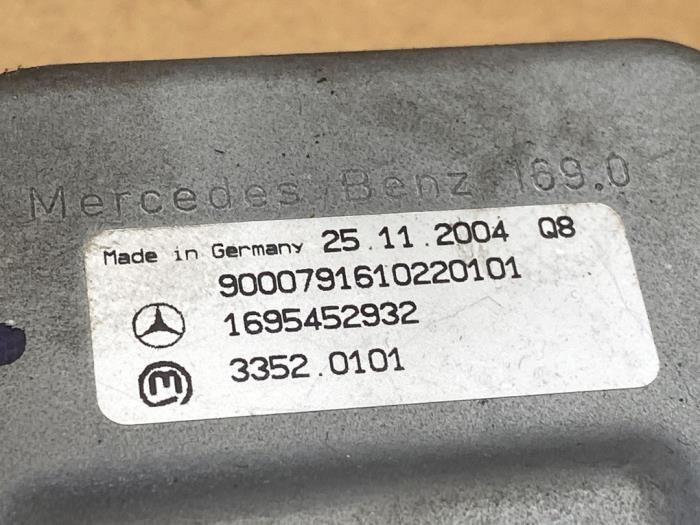 Mercedes Benz 169.0
Made in Germany 25.11.2004 Q8
9000791610220101
1695452932
3352.0101